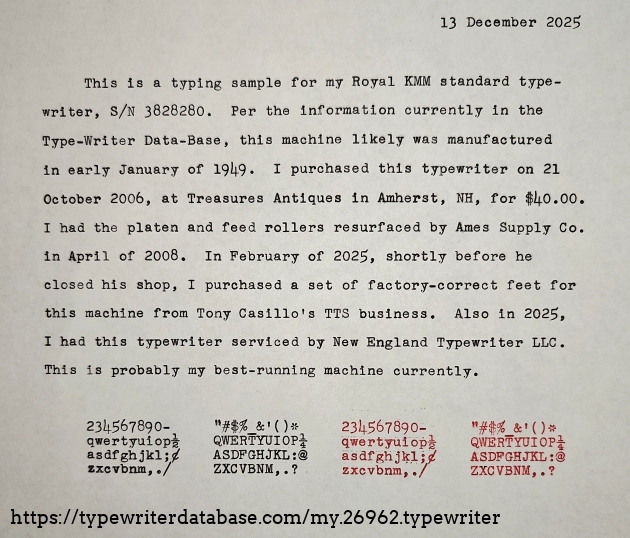 13 December 2025
This is a typing sample for my Royal KMM standard type-
writer, S/N 3828280. Per the information currently in the
Type-Writer Data-Base, this machine likely was manufactured
in early January of 1949. I purchased this typewriter on 21
October 2006, at Treasures Antiques in Amherst, NH, for $40.00.
I had the platen and feed rollers resurfaced by Ames Supply Co.
in April of 2008. In February of 2025, shortly before he
closed his shop, I purchased a set of factory-correct feet for
this machine from Tony Casillo's TTS business. Also in 2025,
I had this typewriter serviced by New England Typewriter LLC.
This is probably my best-running machine currently.
234567890- "#$%_&'()* 234567890- "#$%_&'()*
qwertyuiop½ QWERTYUIOP¼ qwertyuiop½ QWERTYUIOP¼
asdfghjkl;¢ ASDFGHJKL:@ asdfghjkl;¢ ASDFGHJKL:@
zxcvbnm,./ ZXCVBNM,.? zxcvbnm,./ ZXCVBNM,.?
https://typewriterdatabase.com/my.26962.typewriter